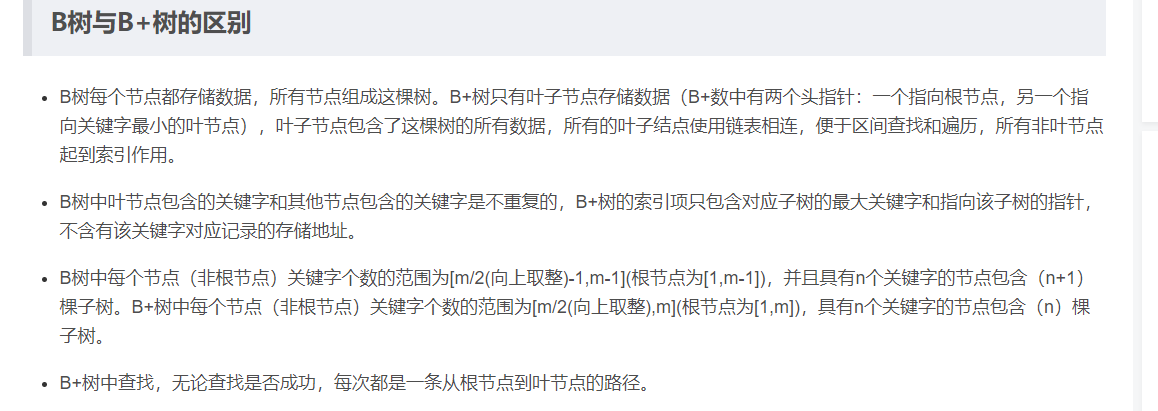 B树与B+树的区别
B树每个节点都存储数据，所有节点组成这棵树。B+树只有叶子节点存储数据（B+数中有两个头指针：一个指向根节点，另一个指
向关键字最小的叶节点），叶子节点包含了这棵树的所有数据，所有的叶子结点使用链表相连，便于区间查找和遍历，所有非叶节点
起到索引作用。
B树中叶节点包含的关键字和其他节点包含的关键字是不重复的，B+树的索引项只包含对应子树的最大关键字和指向该子树的指针，
不含有该关键字对应记录的存储地址。
B树中每个节点（非根节点）关键字个数的范围为[m/2(向上取整)-1,m-1](根节点为[1,m-1])，并且具有n个关键字的节点包含（n+1）
棵子树。B+树中每个节点（非根节点）关键字个数的范围为[m/2(向上取整),m](根节点为[1,m])，具有n个关键字的节点包含（n）棵
子树。
B+树中查找，无论查找是否成功，每次都是一条从根节点到叶节点的路径。